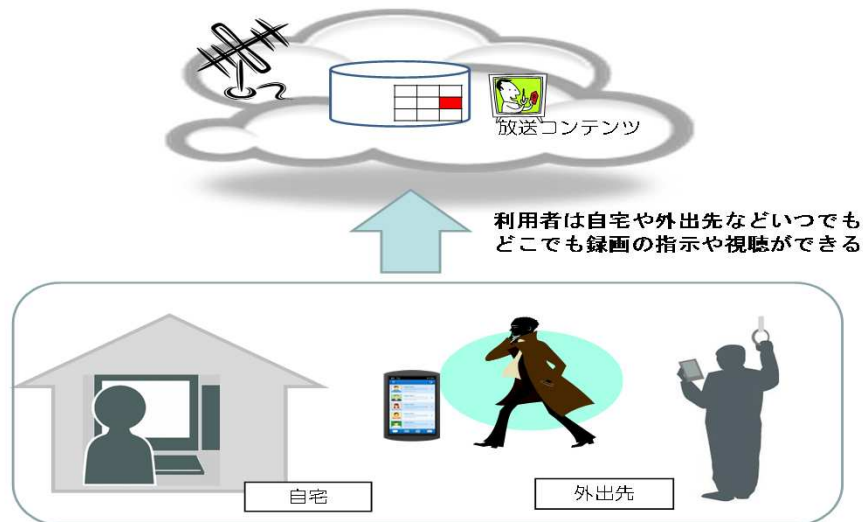 放送コンテンツ
利用者は自宅や外出先などいつでも
どこでも録画の指示や視聴ができる
自宅
外出先